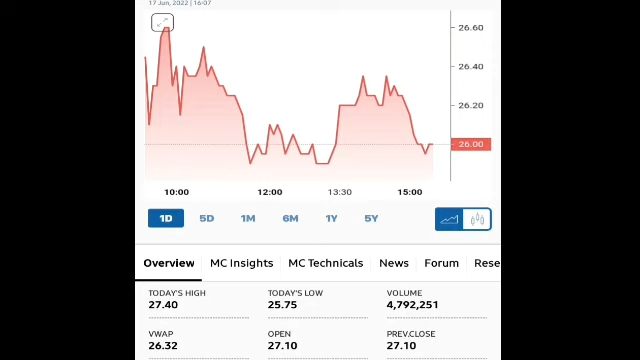 17 Jun, 2022 | 16:07
26.60
26.40
26.20
26.00
10:00 12:00 13:30 15:00
1D 5D 1M 6M 1Y 5Y
Overview MC Insights MC Technicals News Forum Rese
TODAY'S HIGH TODAY'S LOW VOLUME
27.40 25.75 4,792,251
VWAP OPEN PREV.CLOSE
26.32 27.10 27.10